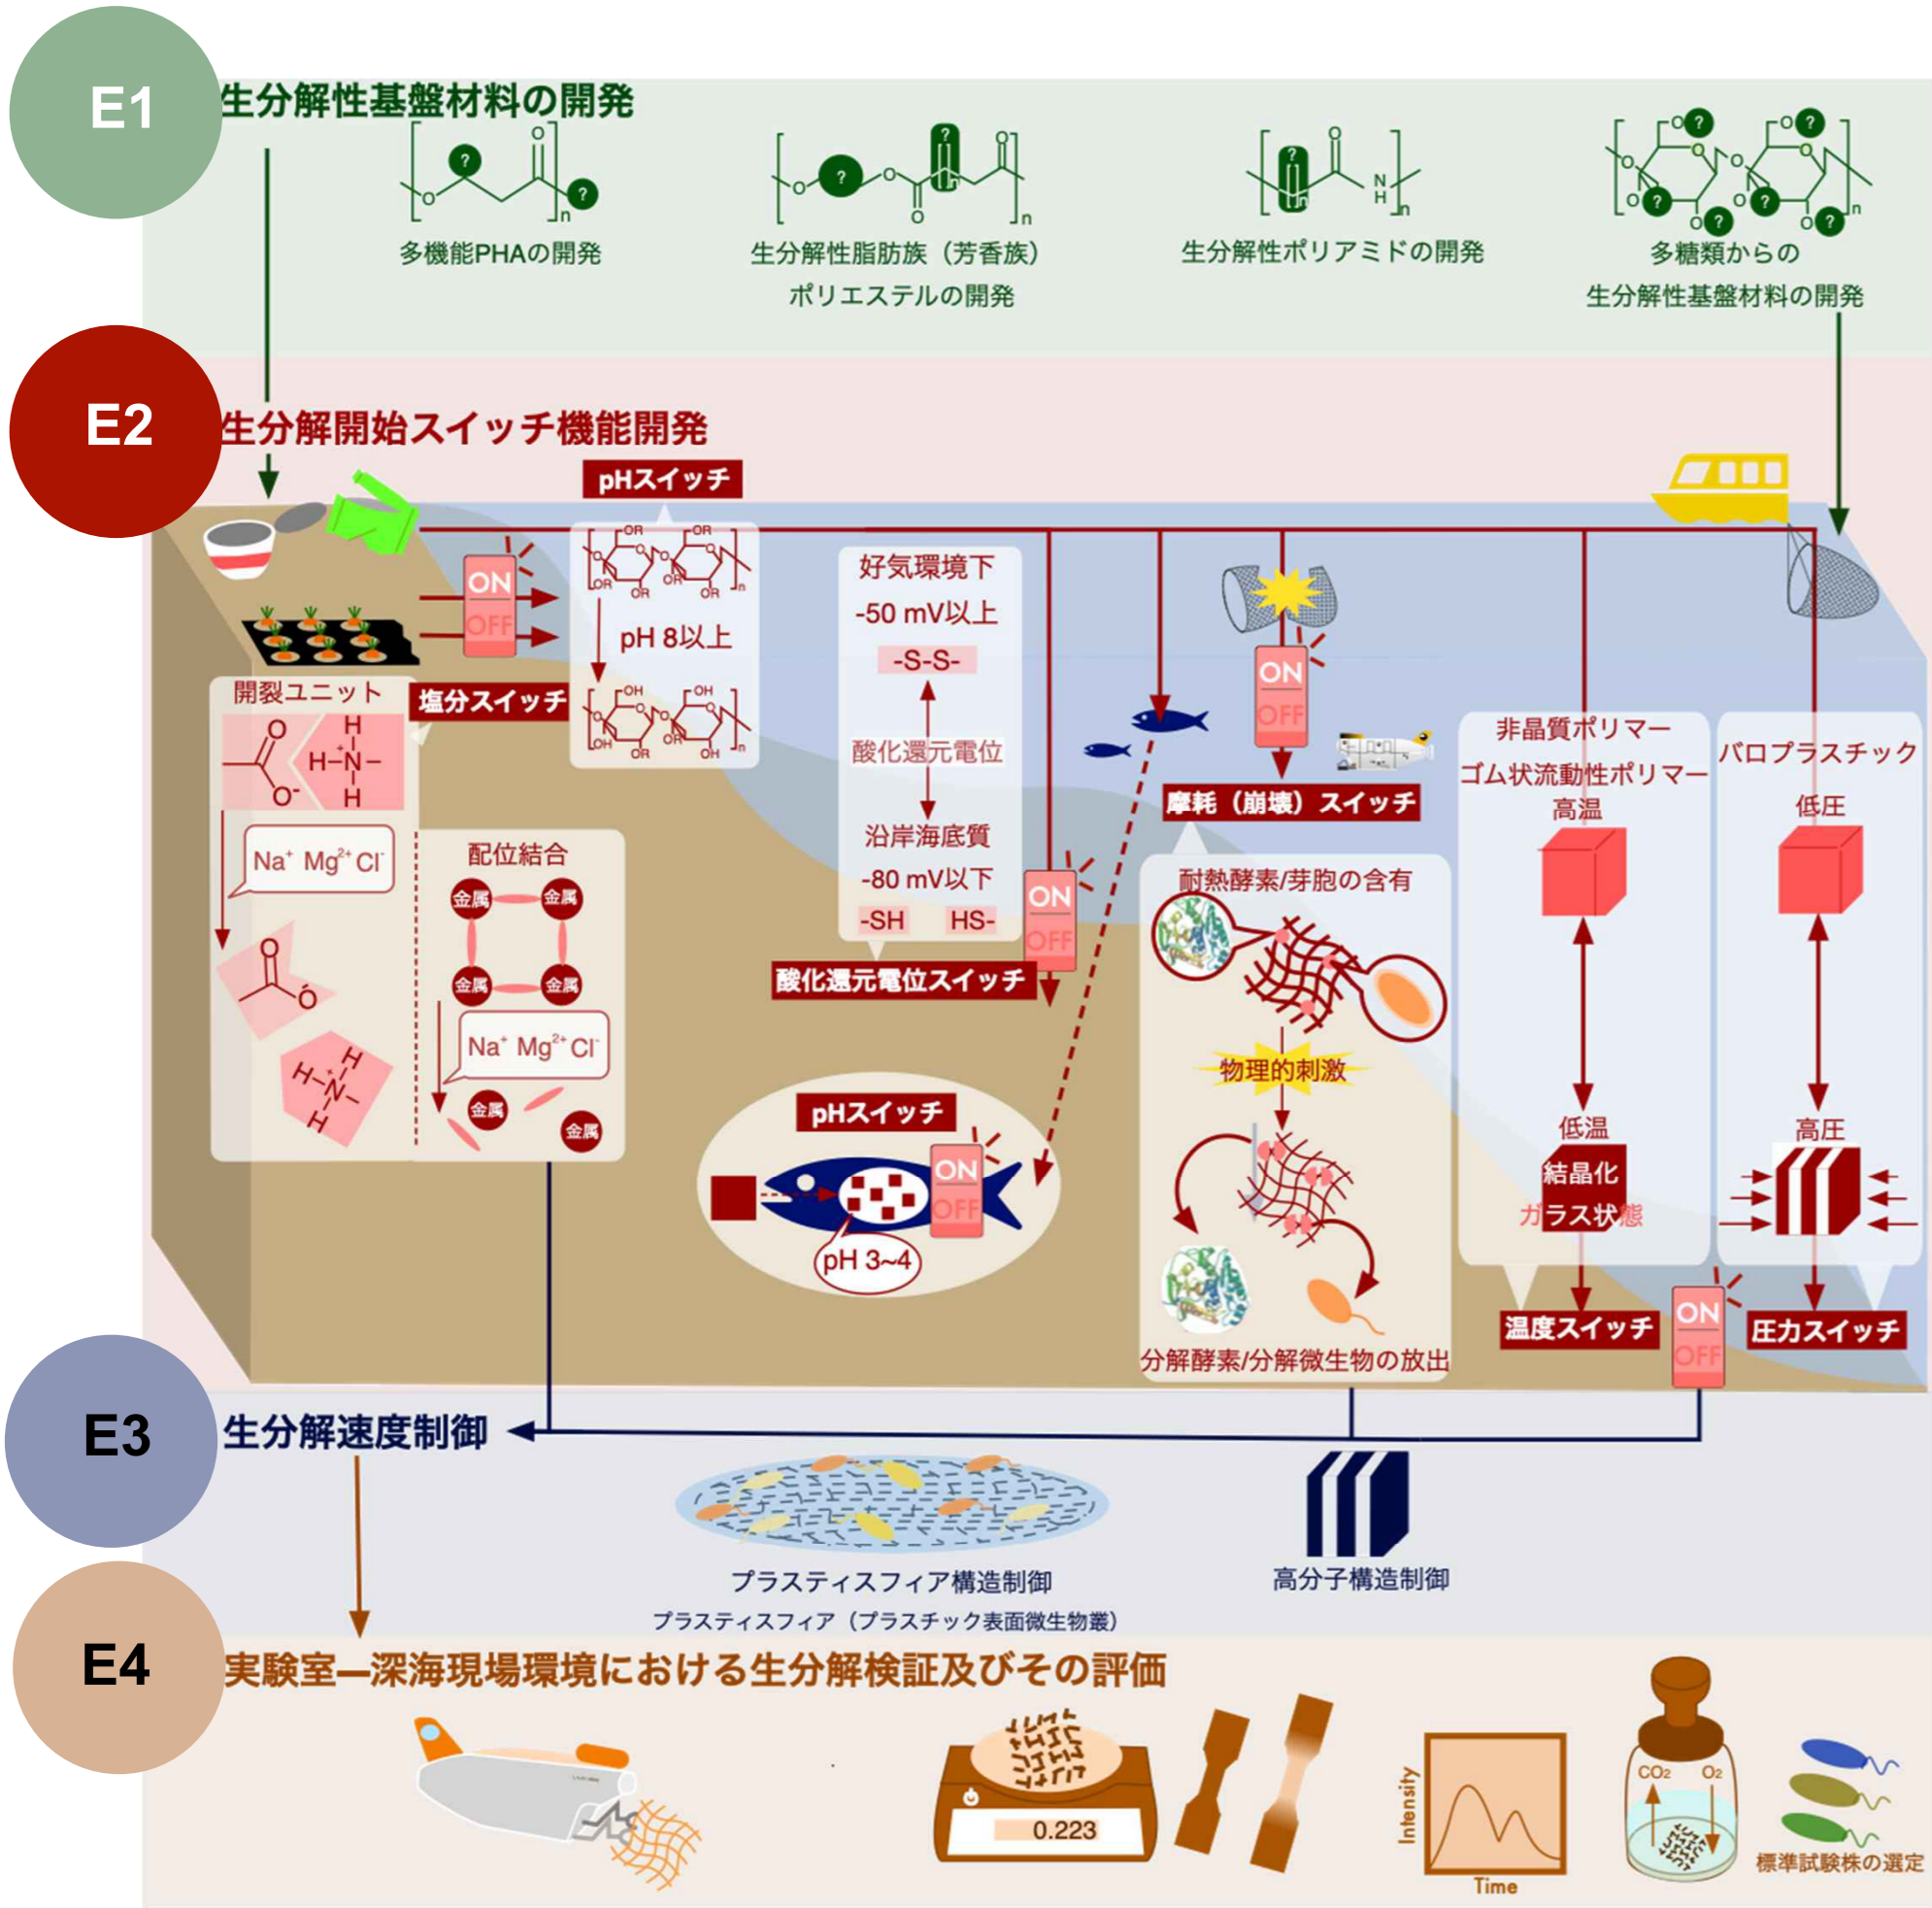 E1
生分解性基盤材料の開発
多機能PHAの開発
生分解性脂肪族（芳香族）
ポリエステルの開発
生分解性ポリアミドの開発
多糖類からの
生分解性基盤材料の開発
E2
生分解開始スイッチ機能開発
pHスイッチ
ON
OFF
pH 8以上
塩分スイッチ
開裂ユニット
Na⁺ Mg²⁺ Cl⁻
配位結合
金属
金属
金属
金属
Na⁺ Mg²⁺ Cl⁻
金属
金属
好気環境下
-50 mV以上
-S-S-
酸化還元電位
沿岸海底質
-80 mV以下
-SH HS-
酸化還元電位スイッチ
ON
OFF
pHスイッチ
ON
OFF
pH 3~4
ON
OFF
摩耗（崩壊）スイッチ
耐熱酵素/芽胞の含有
物理的刺激
分解酵素/分解微生物の放出
非晶質ポリマー
ゴム状流動性ポリマー
高温
低温
結晶化
ガラス状態
温度スイッチ
バロプラスチック
低圧
高圧
圧力スイッチ
ON
OFF
E3
生分解速度制御
プラスティスフィア構造制御
プラスティスフィア（プラスチック表面微生物叢）
高分子構造制御
E4
実験室―深海現場環境における生分解検証及びその評価
0.223
Intensity
Time
CO₂ O₂
標準試験株の選定